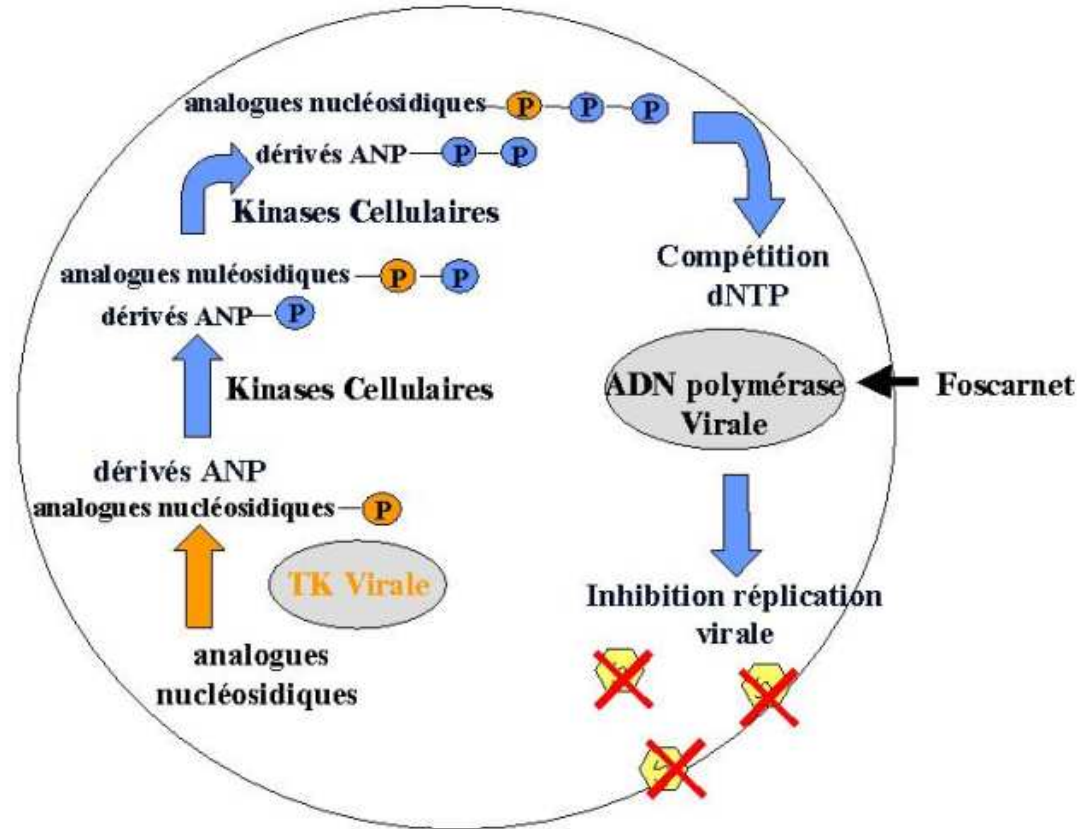 analogues nucléosidiques P P P
dérivés ANP P P
Kinases Cellulaires
analogues nuléosidiques P P
dérivés ANP P
Kinases Cellulaires
dérivés ANP
analogues nucléosidiques P
TK Virale
analogues
nucléosidiques
Compétition
dNTP
ADN polymérase
Virale
Foscarnet
Inhibition réplication
virale